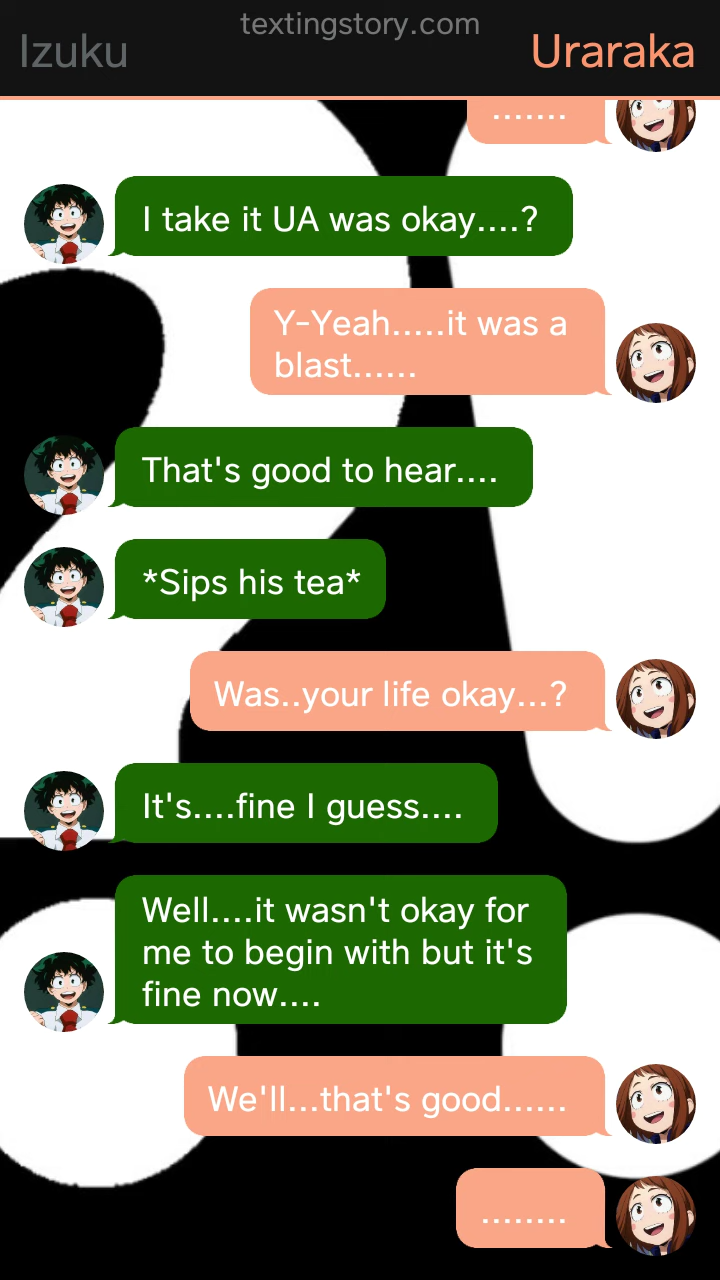 textingstory.com
Izuku
Uraraka
.......
I take it UA was okay....?
Y-Yeah.....it was a
blast......
That's good to hear....
*Sips his tea*
Was..your life okay...?
It's....fine I guess....
Well....it wasn't okay for
me to begin with but it's
fine now....
We'll...that's good......
........